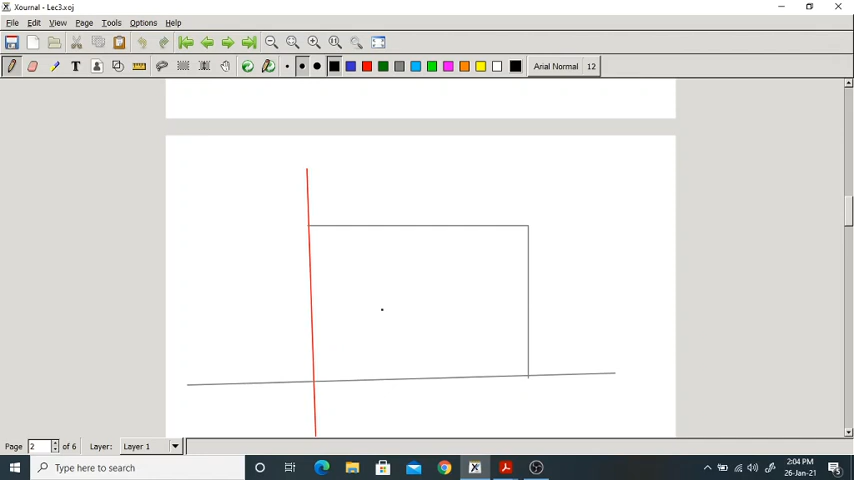 Xournal - Lec3.xoj
File Edit View Page Tools Options Help
T Arial Normal 12
Page 2 of 6 Layer: Layer 1
Type here to search
2:04 PM
26-Jan-21
5